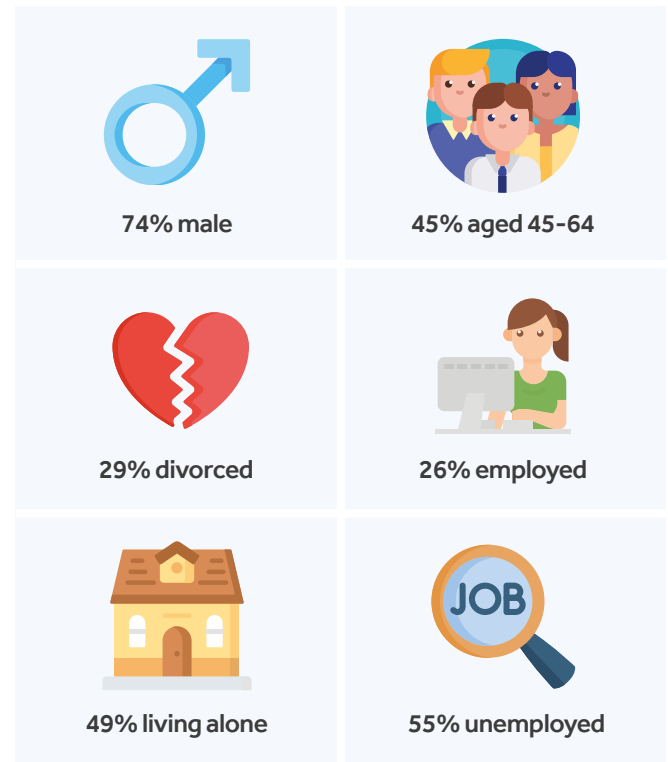 74% male
45% aged 45-64
29% divorced
26% employed
49% living alone
JOB
55% unemployed